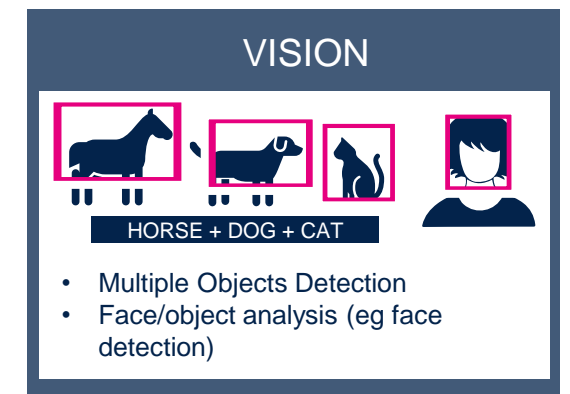 VISION
HORSE + DOG + CAT
• Multiple Objects Detection
• Face/object analysis (eg face
detection)